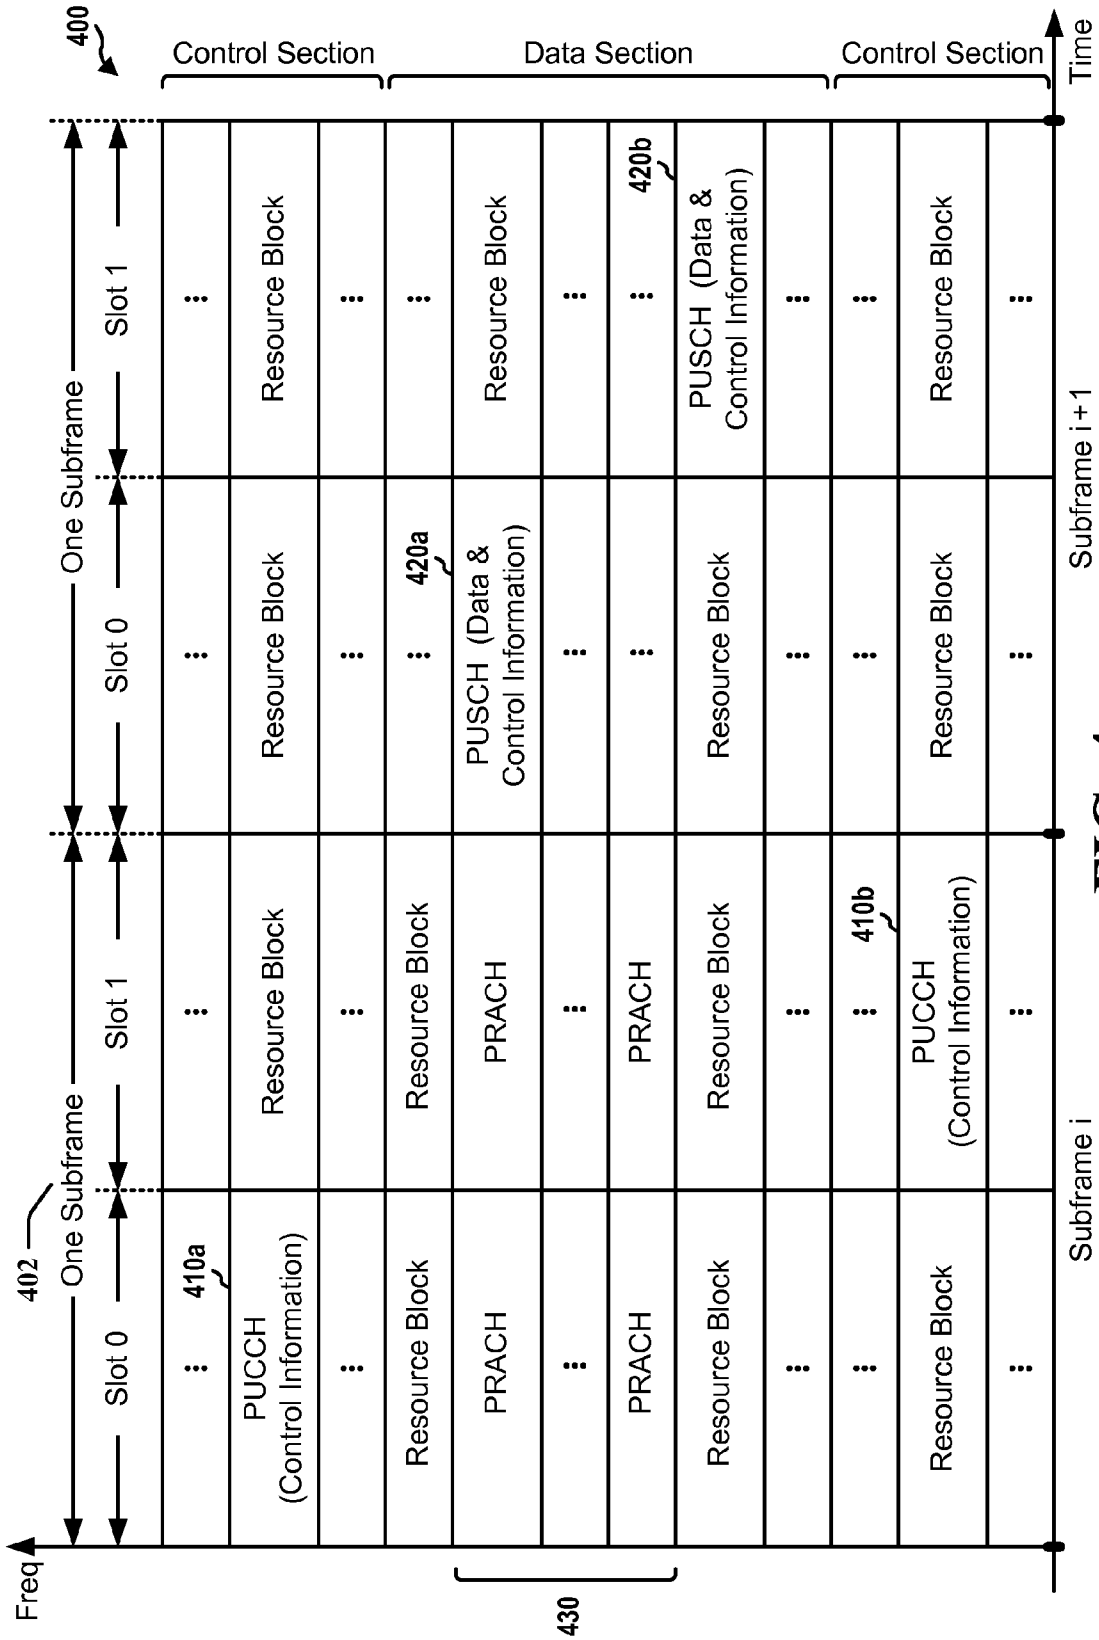 402
Freq
One Subframe
One Subframe
400
Slot 0
Slot 1
Slot 0
Slot 1
...
410a
...
...
...
Control Section
PUCCH
(Control Information)
Resource Block
Resource Block
Resource Block
...
...
...
...
Resource Block
Resource Block
...
420a
...
Data Section
PRACH
PRACH
PUSCH (Data &
Control Information)
Resource Block
430
...
...
...
...
PRACH
PRACH
...
...
420b
Resource Block
Resource Block
Resource Block
PUSCH (Data &
Control Information)
...
...
...
...
...
...
410b
...
...
Control Section
Resource Block
PUCCH
(Control Information)
Resource Block
Resource Block
...
...
...
...
Subframe i
Subframe i + 1
Time